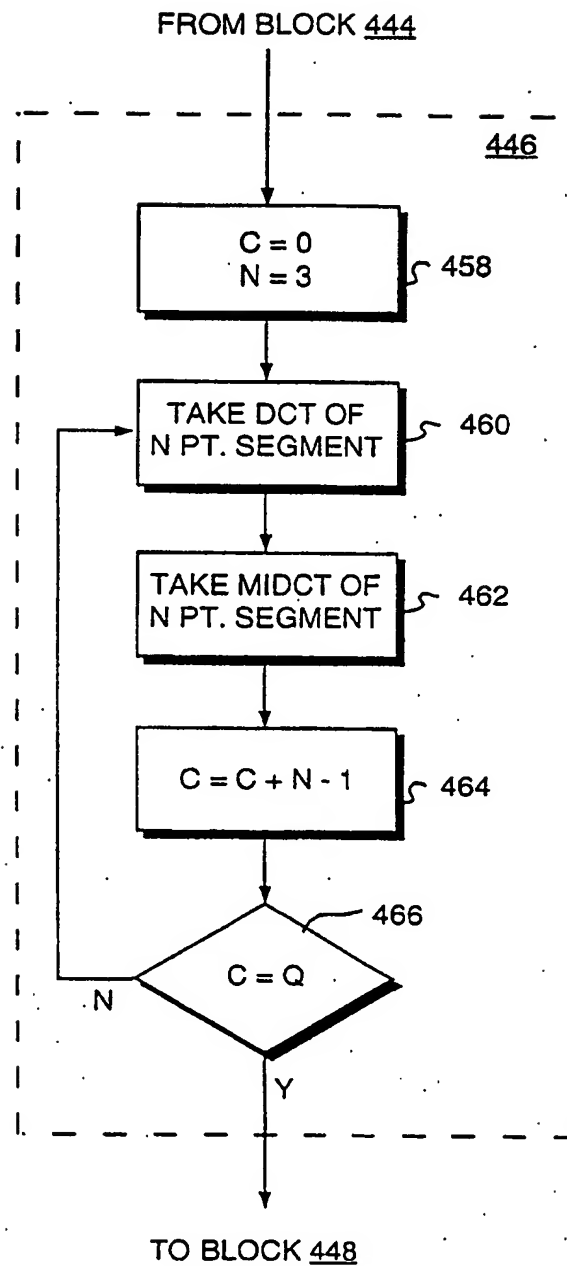 FROM BLOCK 444
446
C = 0
N = 3
458
TAKE DCT OF
N PT. SEGMENT
460
TAKE MIDCT OF
N PT. SEGMENT
462
C = C + N - 1
464
466
C = Q
N
Y
TO BLOCK 448